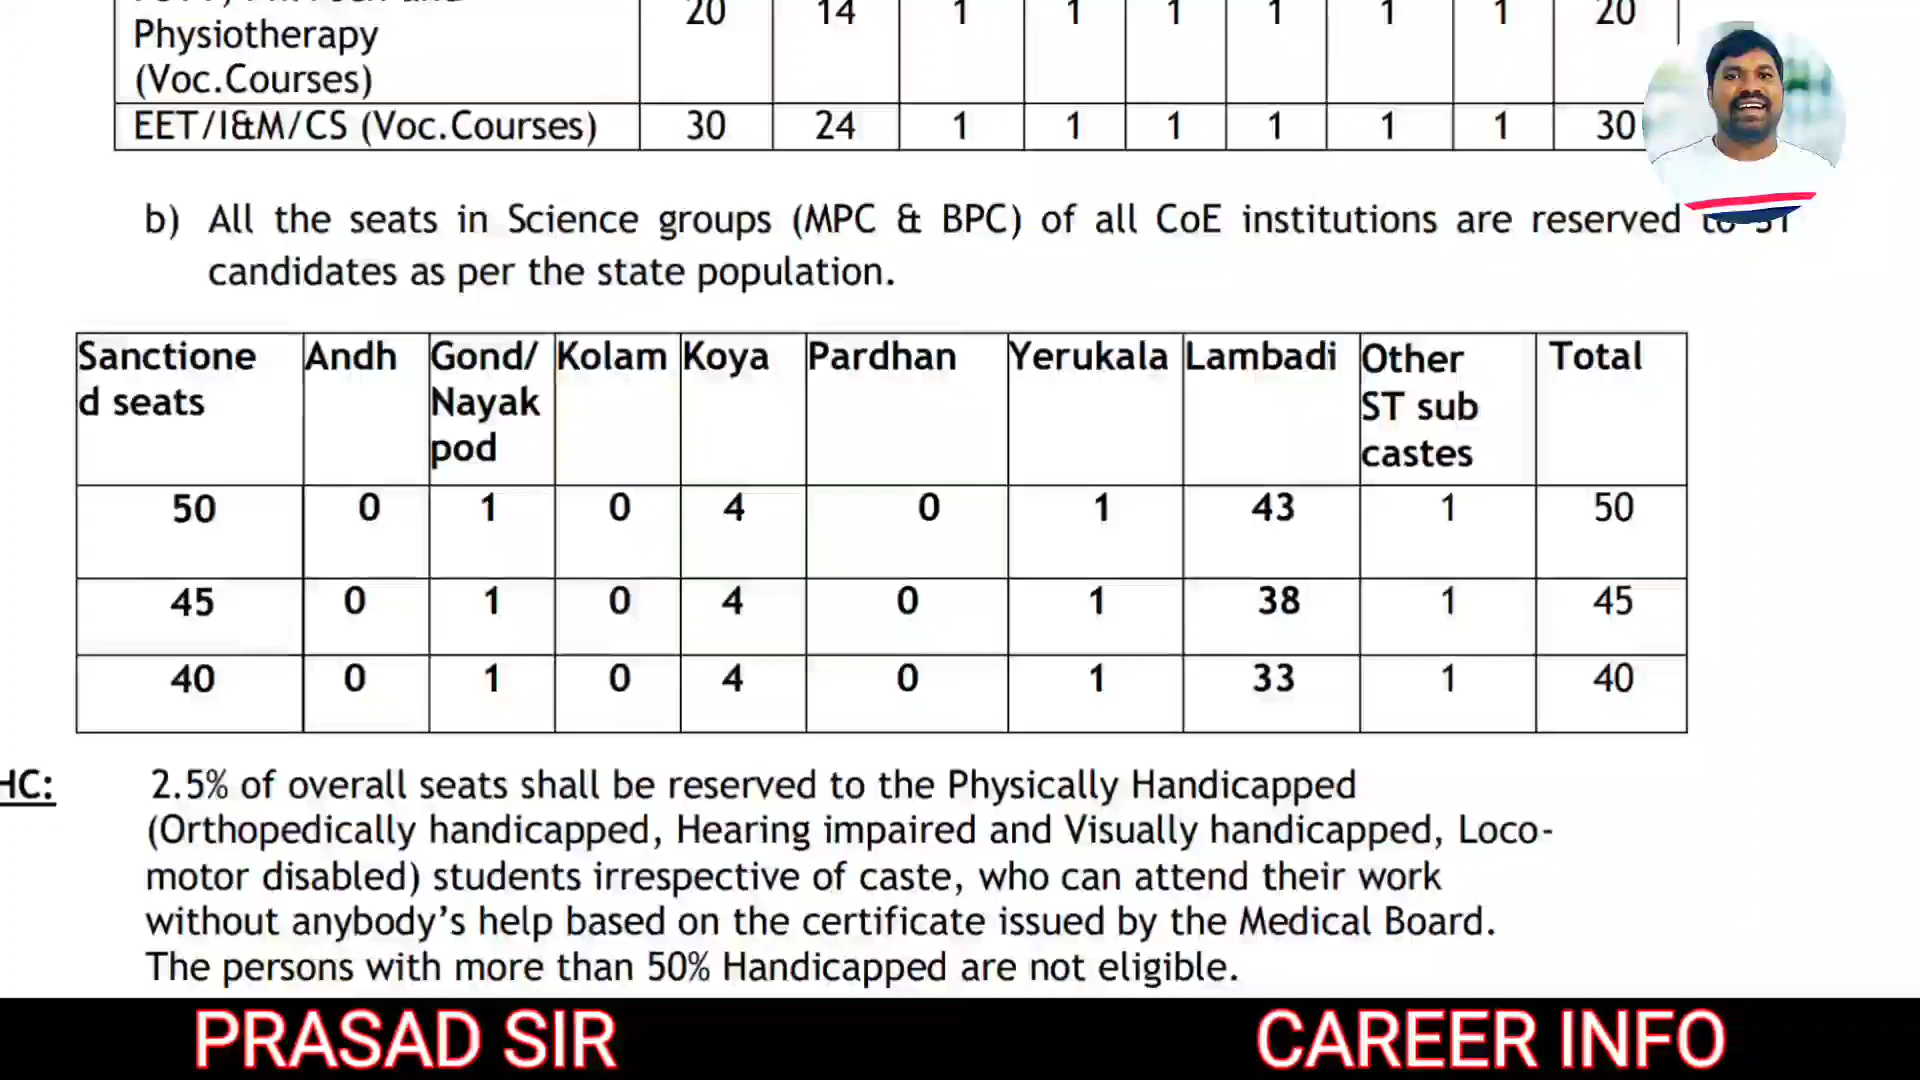 20 14 1 1 1 1 1 1 20
Physiotherapy
(Voc.Courses)
EET/I&M/CS (Voc.Courses) 30 24 1 1 1 1 1 1 30
b) All the seats in Science groups (MPC & BPC) of all CoE institutions are reserved to ST
candidates as per the state population.
Sanctione Andh Gond/ Kolam Koya Pardhan Yerukala Lambadi Other Total
d seats Nayak ST sub
pod castes
50 0 1 0 4 0 1 43 1 50
45 0 1 0 4 0 1 38 1 45
40 0 1 0 4 0 1 33 1 40
HC: 2.5% of overall seats shall be reserved to the Physically Handicapped
(Orthopedically handicapped, Hearing impaired and Visually handicapped, Loco-
motor disabled) students irrespective of caste, who can attend their work
without anybody’s help based on the certificate issued by the Medical Board.
The persons with more than 50% Handicapped are not eligible.
PRASAD SIR CAREER INFO